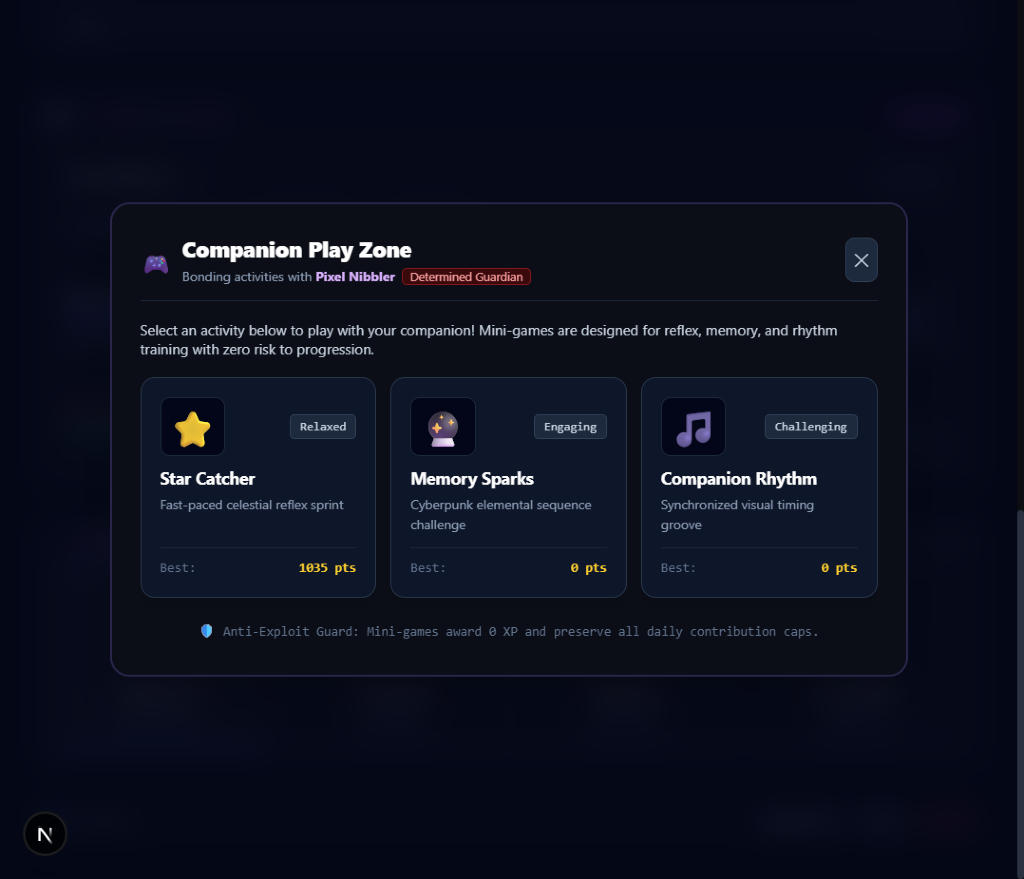 Companion Play Zone
Bonding activities with Pixel Nibbler Determined Guardian
Select an activity below to play with your companion! Mini-games are designed for reflex, memory, and rhythm
training with zero risk to progression.
Relaxed
Star Catcher
Fast-paced celestial reflex sprint
Best: 1035 pts
Engaging
Memory Sparks
Cyberpunk elemental sequence
challenge
Best: 0 pts
Challenging
Companion Rhythm
Synchronized visual timing
groove
Best: 0 pts
Anti-Exploit Guard: Mini-games award 0 XP and preserve all daily contribution caps.
N